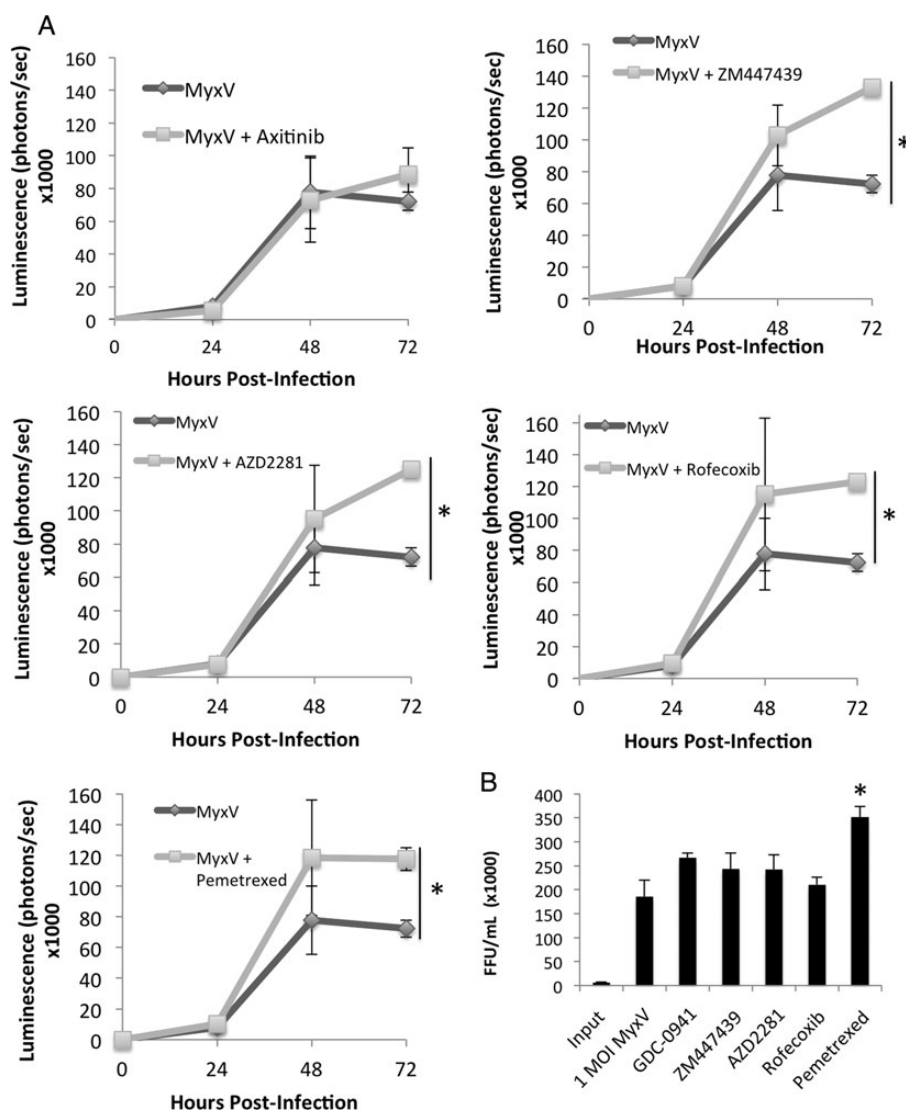 A
Luminescence (photons/sec)
x1000
160
140
120
100
80
60
40
20
0
MyxV
MyxV + Axitinib
0 24 48 72
Hours Post-Infection
Luminescence (photons/sec)
x1000
160
140
120
100
80
60
40
20
0
MyxV
MyxV + ZM447439
*
0 24 48 72
Hours Post-Infection
Luminescence (photons/sec)
x1000
160
140
120
100
80
60
40
20
0
MyxV
MyxV + AZD2281
*
0 24 48 72
Hours Post-Infection
Luminescence (photons/sec)
x1000
160
140
120
100
80
60
40
20
0
MyxV
MyxV + Rofecoxib
*
0 24 48 72
Hours Post-Infection
Luminescence (photons/sec)
x1000
160
140
120
100
80
60
40
20
0
MyxV
MyxV +
Pemetrexed
*
0 24 48 72
Hours Post-Infection
B
FFU/mL (x1000)
400
350
300
250
200
150
100
50
0
*
Input
1 MOI MyxV
GDC-0941
ZM447439
AZD2281
Rofecoxib
Pemetrexed